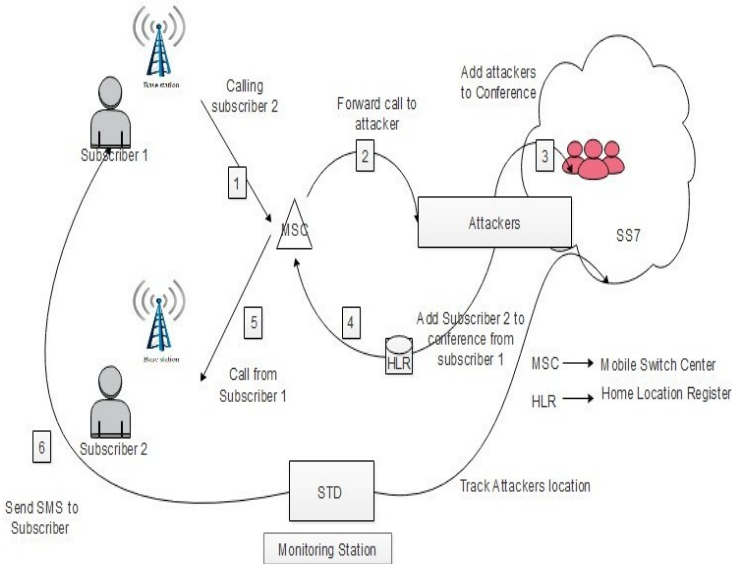 Base station
Calling
subscriber 2
Subscriber 1
1
Forward call to
attacker
2
Add attackers
to Conference
3
MSC
Attackers
SS7
Base station
5
Call from
Subscriber 1
4
HLR
Add Subscriber 2 to
conference from
subscriber 1
MSC
Mobile Switch Center
HLR
Home Location Register
Subscriber 2
6
Send SMS to
Subscriber
STD
Track Attackers location
Monitoring Station